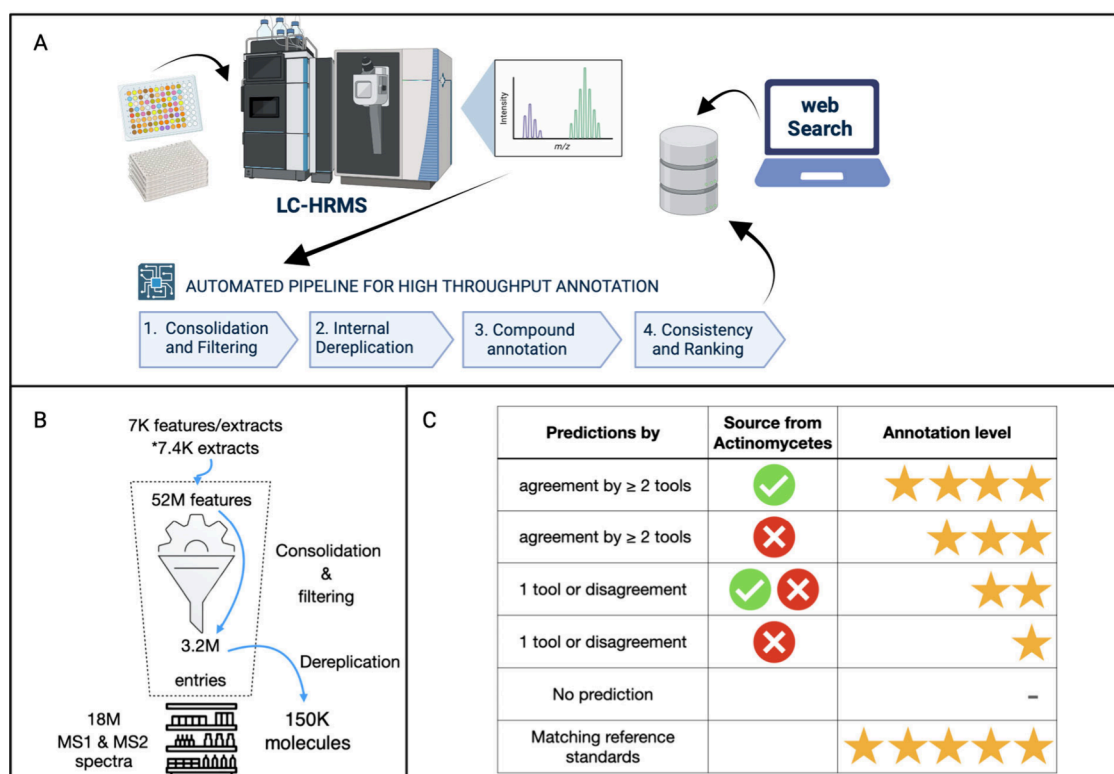 A
Intensity
m/z
web
Search
LC-HRMS
AUTOMATED PIPELINE FOR HIGH THROUGHPUT ANNOTATION
1. Consolidation
and Filtering
2. Internal
Dereplication
3. Compound
annotation
4. Consistency
and Ranking
B
7K features/extracts
*7.4K extracts
52M features
Consolidation
&
filtering
3.2M
entries
Dereplication
150K
molecules
18M
MS1 & MS2
spectra
C
Predictions by
Source from
Actinomycetes
Annotation level
agreement by ≥ 2 tools
agreement by ≥ 2 tools
1 tool or disagreement
1 tool or disagreement
No prediction
–
Matching reference
standards